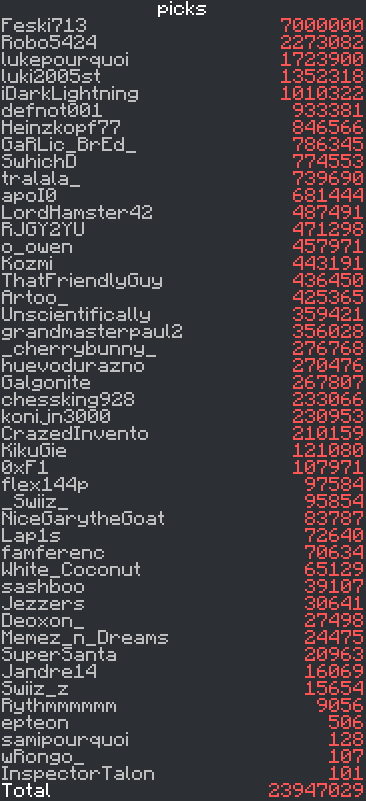 picks
Feski713 7000000
Robo5424 2273082
lukepourquoi 1723900
luki2005st 1352318
iDarkLightning 1010322
defnot001 933381
Heinzkopf77 846566
GaRLic_BrEd_ 786345
SwhichD 774553
tralala_ 739690
apoI0 681444
LordHamster42 487491
RJGY2YU 471298
o_owen 457971
Kozmi 443191
ThatFriendlyGuy 436450
Artoo_ 425365
Unscientifically 359421
grandmasterpaul2 356028
_cherrybunny_ 276768
huevodurazno 270476
Galgonite 267807
chessking928 233066
konijn3000 230953
CrazedInvento 210159
KikuGie 121080
0xF1 107971
flex144p 97584
_Swiiz_ 95854
NiceGarytheGoat 83787
Lap1s 72640
famferenc 70634
White_Coconut 65129
sashboo 39107
Jezzers 30641
Deoxon_ 27498
Memez_n_Dreams 24475
SuperSanta 20963
Jandre14 16069
Swiiz_z 15654
Rythmmmmmm 9056
epteon 506
samipourquoi 128
wRongo_ 107
InspectorTalon 101
Total 23947029